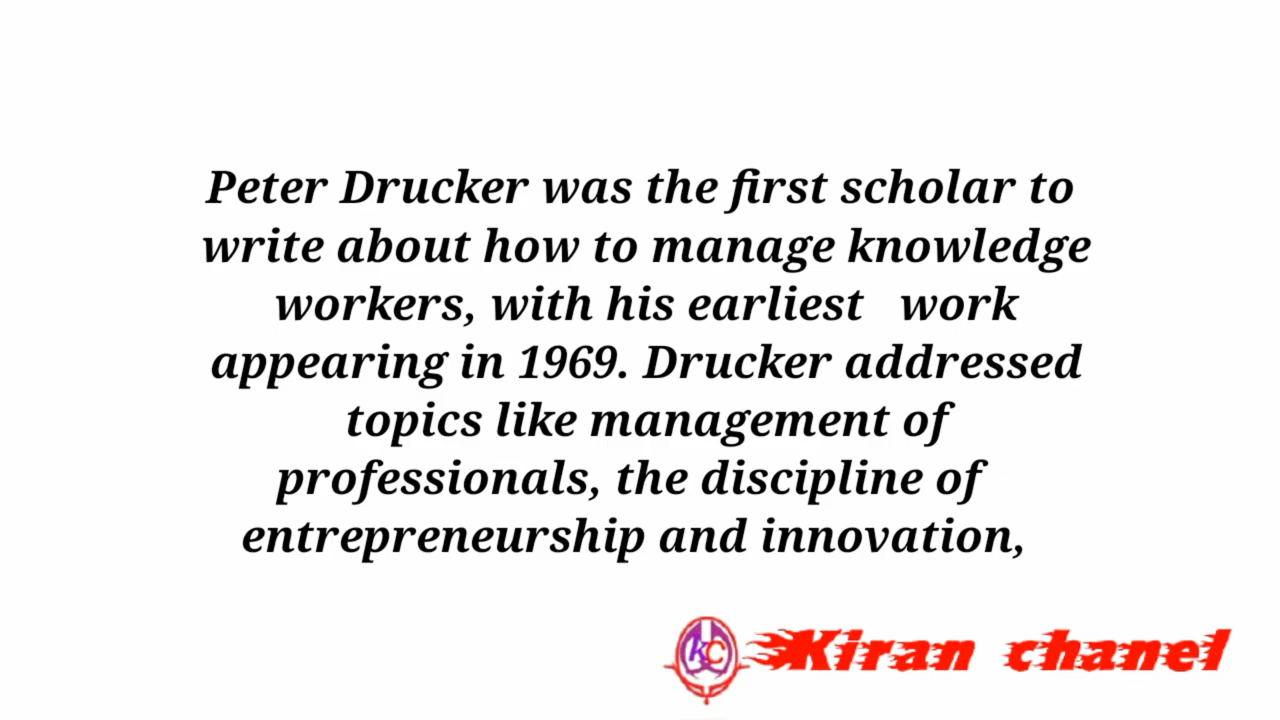 Peter Drucker was the first scholar to
write about how to manage knowledge
workers, with his earliest work
appearing in 1969. Drucker addressed
topics like management of
professionals, the discipline of
entrepreneurship and innovation,
KC Kiran chanel